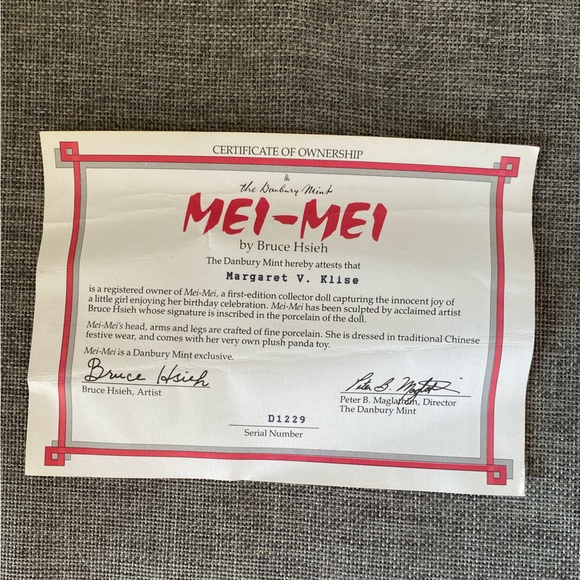 CERTIFICATE OF OWNERSHIP
the Danbury Mint
MEI-MEI
by Bruce Hsieh
The Danbury Mint hereby attests that
Margaret V. Klise
is a registered owner of Mei-Mei, a first-edition collector doll capturing the innocent joy of
a little girl enjoying her birthday celebration. Mei-Mei has been sculpted by acclaimed artist
Bruce Hsieh whose signature is inscribed in the porcelain of the doll.
Mei-Mei's head, arms and legs are crafted of fine porcelain. She is dressed in traditional Chinese
festive wear, and comes with her very own plush panda toy.
Mei-Mei is a Danbury Mint exclusive.
Bruce Hsieh
Bruce Hsieh, Artist
Peter B. Maglathlin
Peter B. Maglathlin, Director
The Danbury Mint
D1229
Serial Number